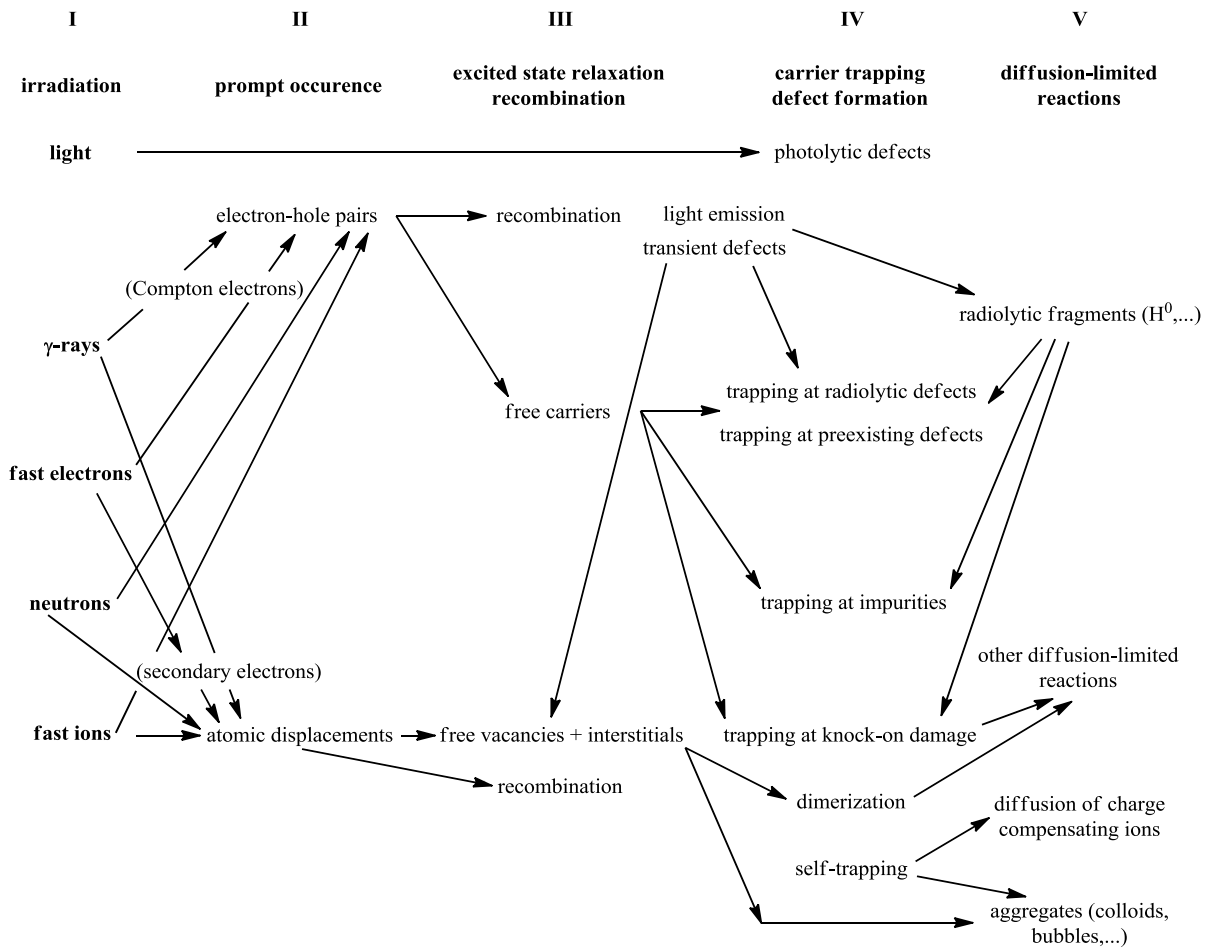 I II III IV V
irradiation prompt occurence excited state relaxation carrier trapping diffusion-limited
recombination defect formation reactions
light photolytic defects
electron-hole pairs recombination light emission
transient defects
(Compton electrons)
radiolytic fragments (H⁰,...)
γ-rays
trapping at radiolytic defects
free carriers
trapping at preexisting defects
fast electrons
neutrons trapping at impurities
(secondary electrons) other diffusion-limited
reactions
fast ions atomic displacements free vacancies + interstitials trapping at knock-on damage
recombination
dimerization diffusion of charge
compensating ions
self-trapping
aggregates (colloids,
bubbles,...)